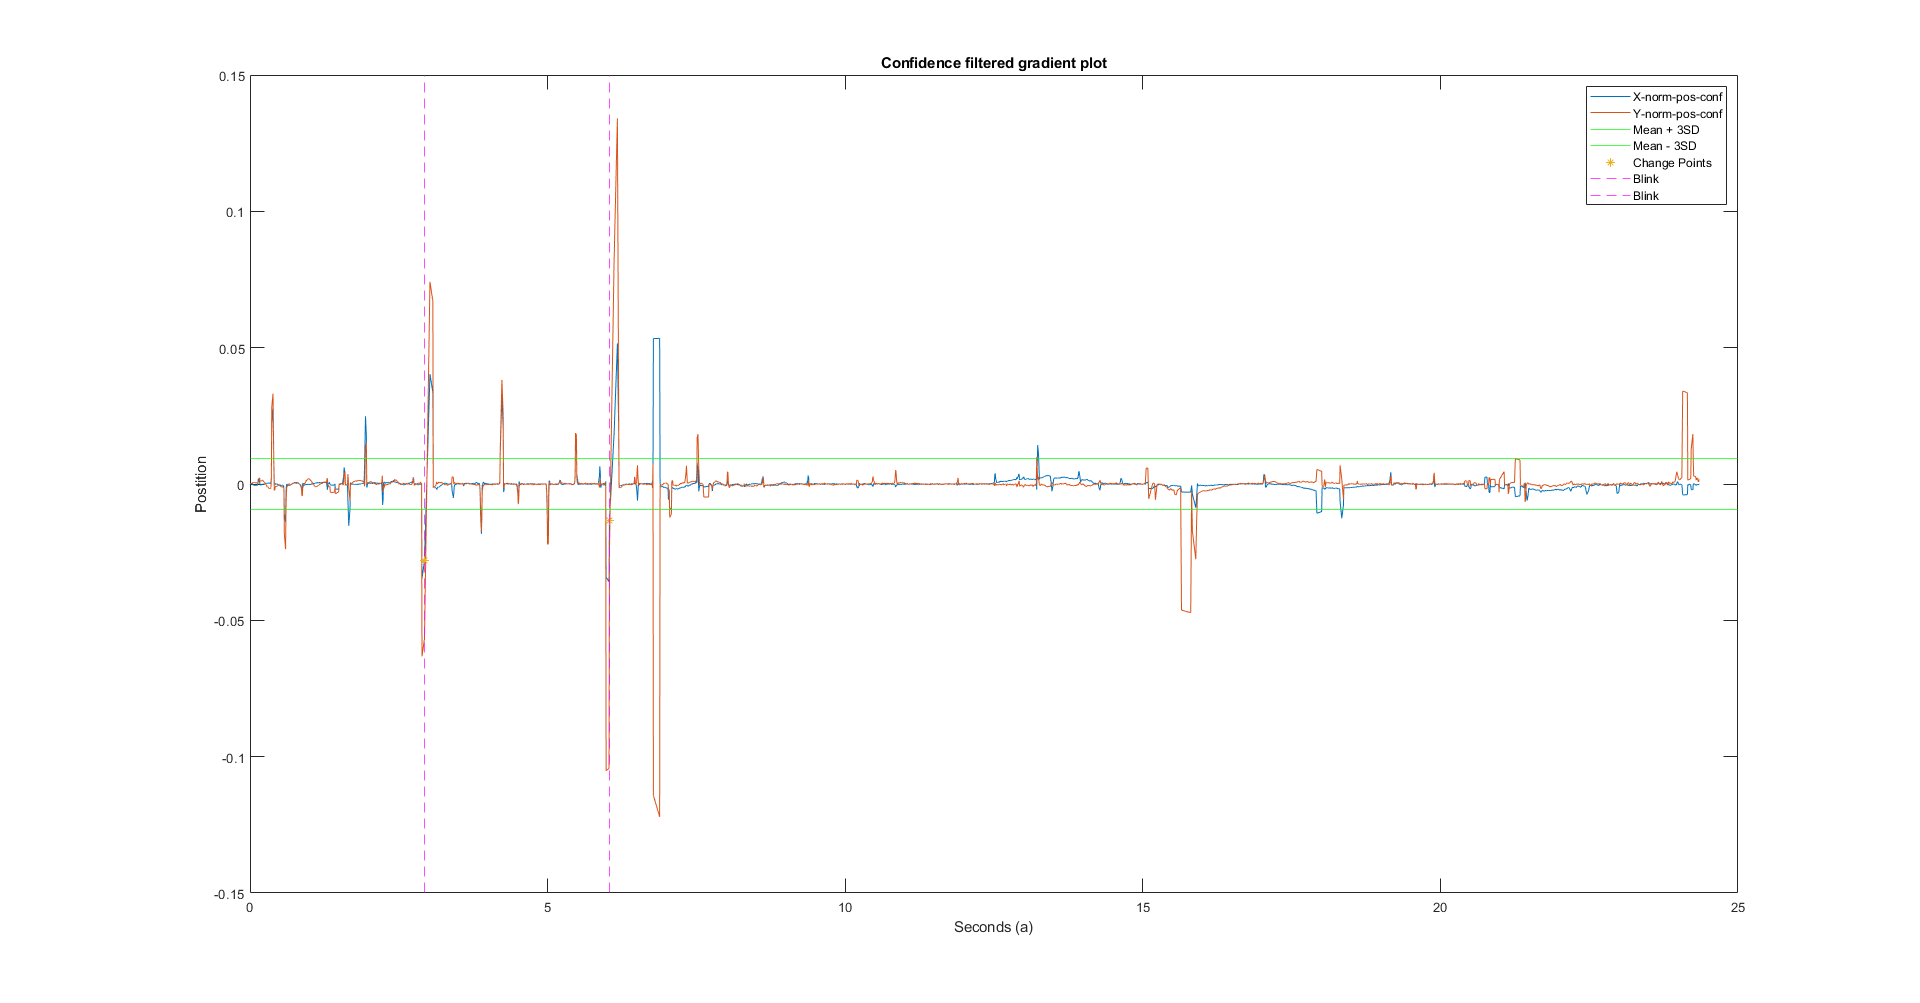 Confidence filtered gradient plot
0.15
0.1
0.05
0
-0.05
-0.1
-0.15
Postition
0
5
10
15
20
25
Seconds (a)
X-norm-pos-conf
Y-norm-pos-conf
Mean + 3SD
Mean - 3SD
Change Points
Blink
Blink